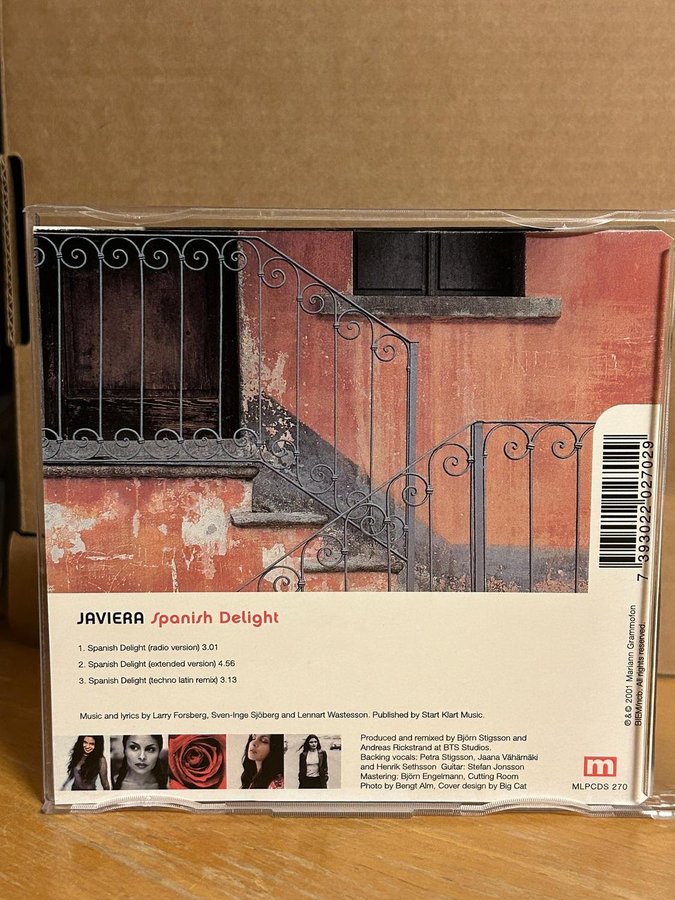 7 393022 027029
JAVIERA Spanish Delight
1. Spanish Delight (radio version) 3.01
2. Spanish Delight (extended version) 4.56
3. Spanish Delight (techno latin remix) 3.13
Music and lyrics by Larry Forsberg, Sven-Inge Sjöberg and Lennart Wastesson. Published by Start Klart Music.
Produced and remixed by Björn Stigsson and
Andreas Rickstrand at BTS Studios.
Backing vocals: Petra Stigsson, Jaana Vähämäki
and Henrik Sethsson Guitar: Stefan Jonsson
Mastering: Björn Engelmann, Cutting Room
Photo by Bengt Alm, Cover design by Big Cat
℗&© 2001 Mariann Grammofon
BIEM/ncb. All rights reserved.
m
MLPCDS 270